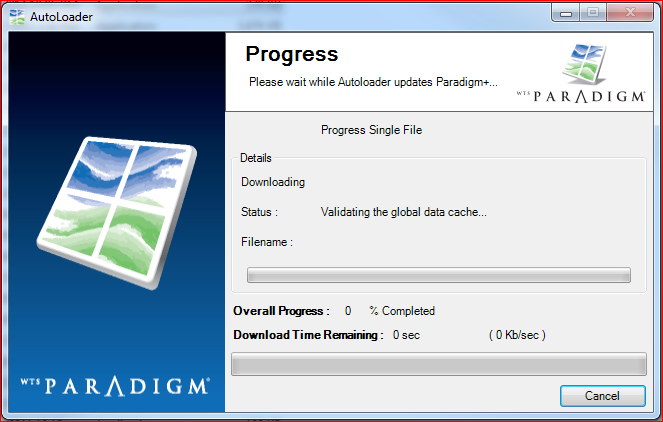 AutoLoader
Progress
Please wait while Autoloader updates Paradigm+...
WTS PARADIGM
Progress Single File
Details
Downloading
Status : Validating the global data cache...
Filename :
Overall Progress : 0 % Completed
Download Time Remaining : 0 sec ( 0 Kb/sec )
WTS PARADIGM®
Cancel